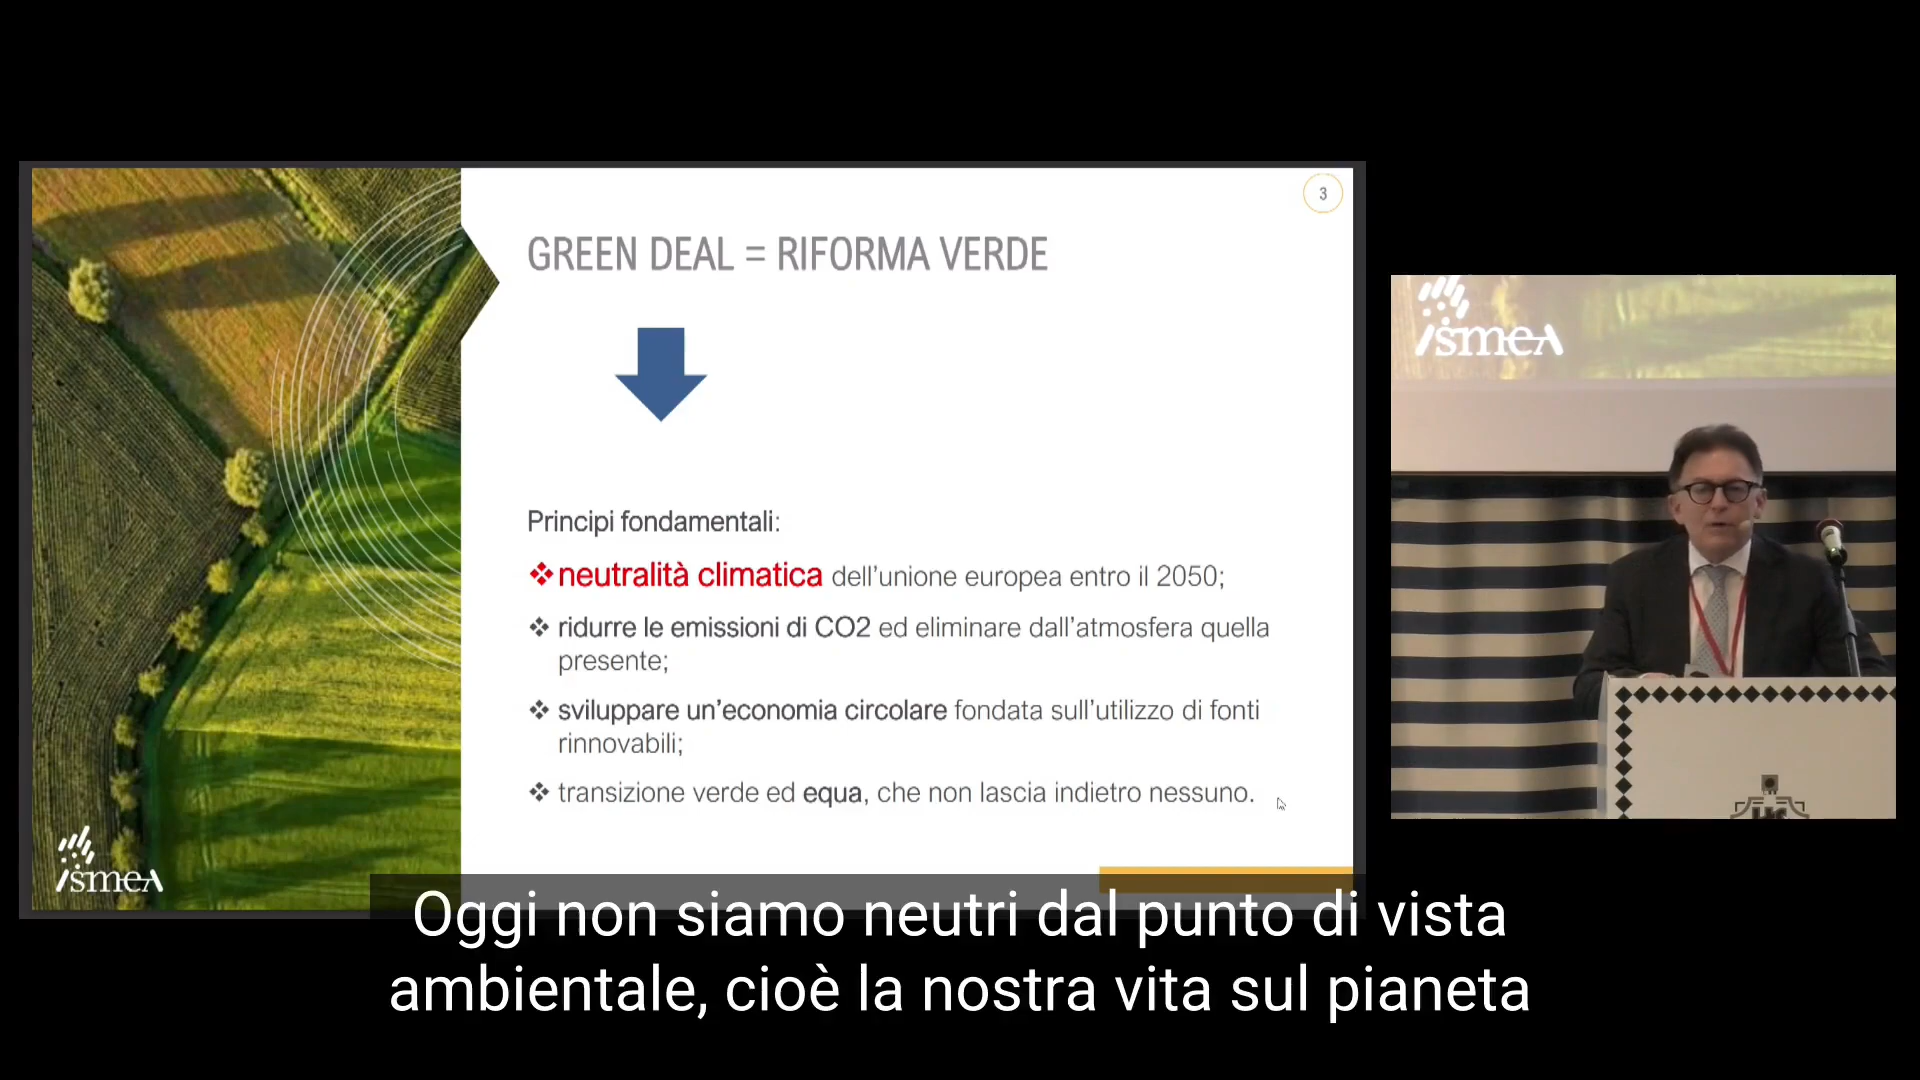 3
GREEN DEAL = RIFORMA VERDE
Principi fondamentali:
❖neutralità climatica dell’unione europea entro il 2050;
❖ ridurre le emissioni di CO2 ed eliminare dall’atmosfera quella
presente;
❖ sviluppare un’economia circolare fondata sull’utilizzo di fonti
rinnovabili;
❖ transizione verde ed equa, che non lascia indietro nessuno.
ismeA
ismeA
Oggi non siamo neutri dal punto di vista
ambientale, cioè la nostra vita sul pianeta